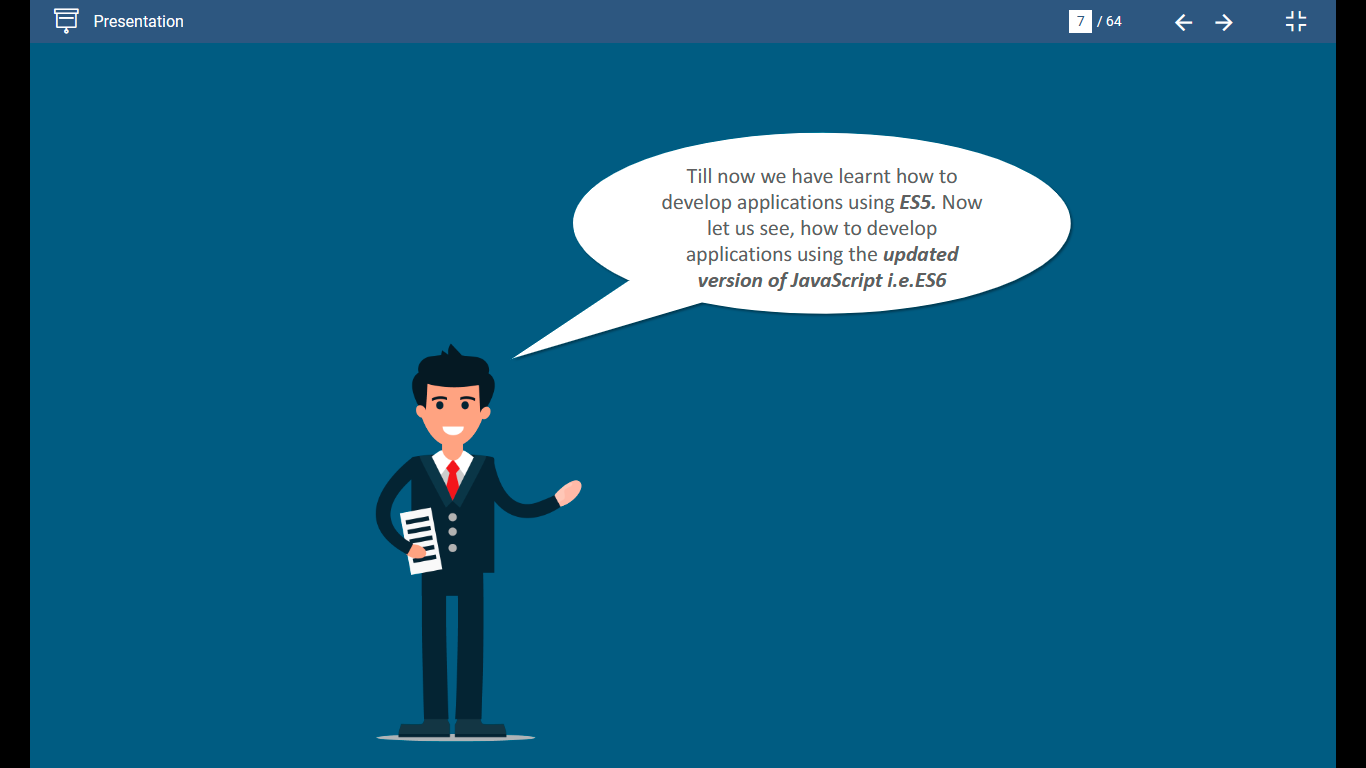 Presentation
7 / 64
Till now we have learnt how to
develop applications using ES5. Now
let us see, how to develop
applications using the updated
version of JavaScript i.e.ES6